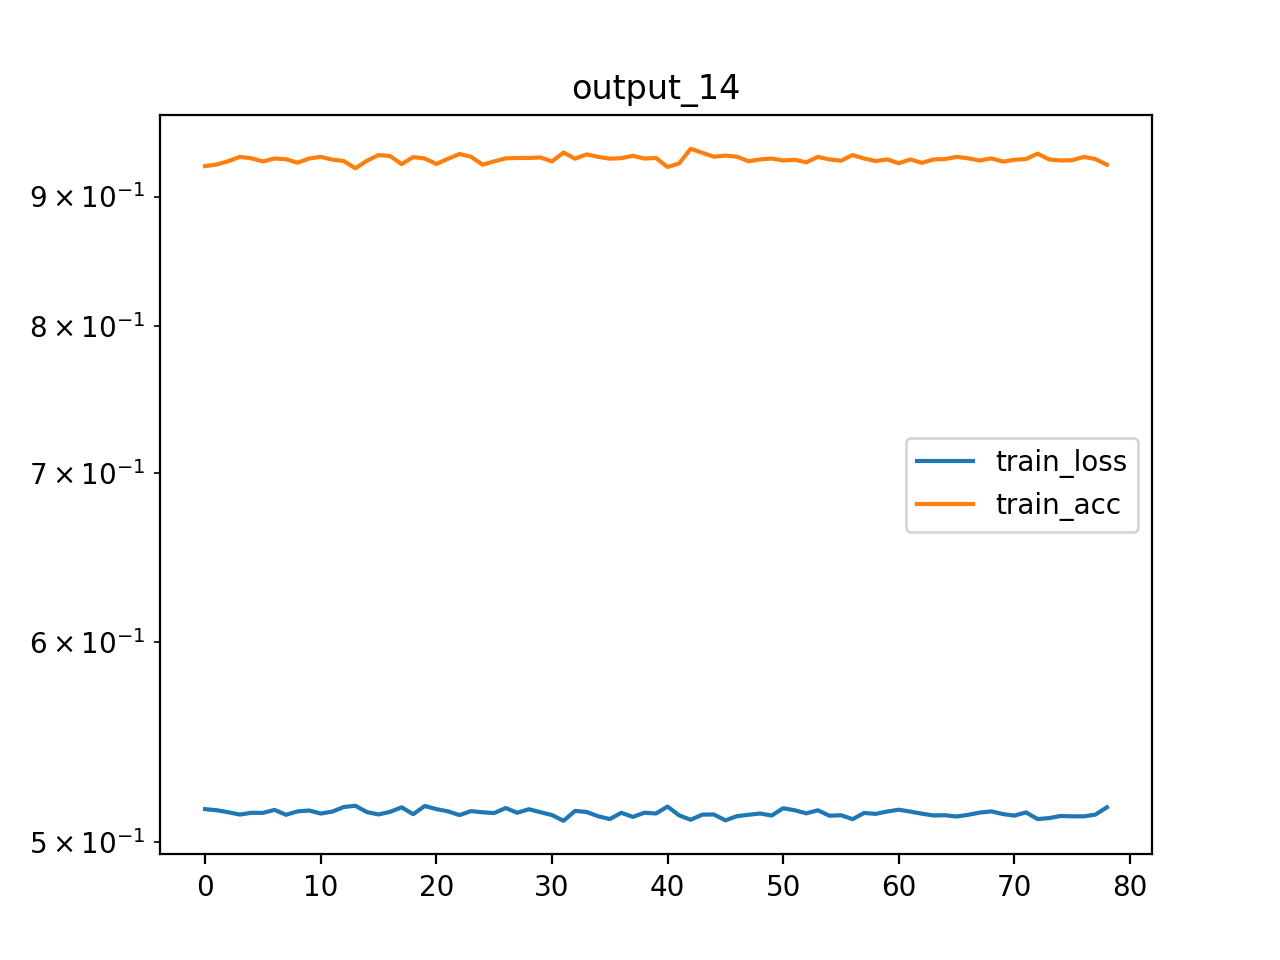 output_14
9 × 10⁻¹
8 × 10⁻¹
7 × 10⁻¹
6 × 10⁻¹
5 × 10⁻¹
train_loss
train_acc
0 10 20 30 40 50 60 70 80